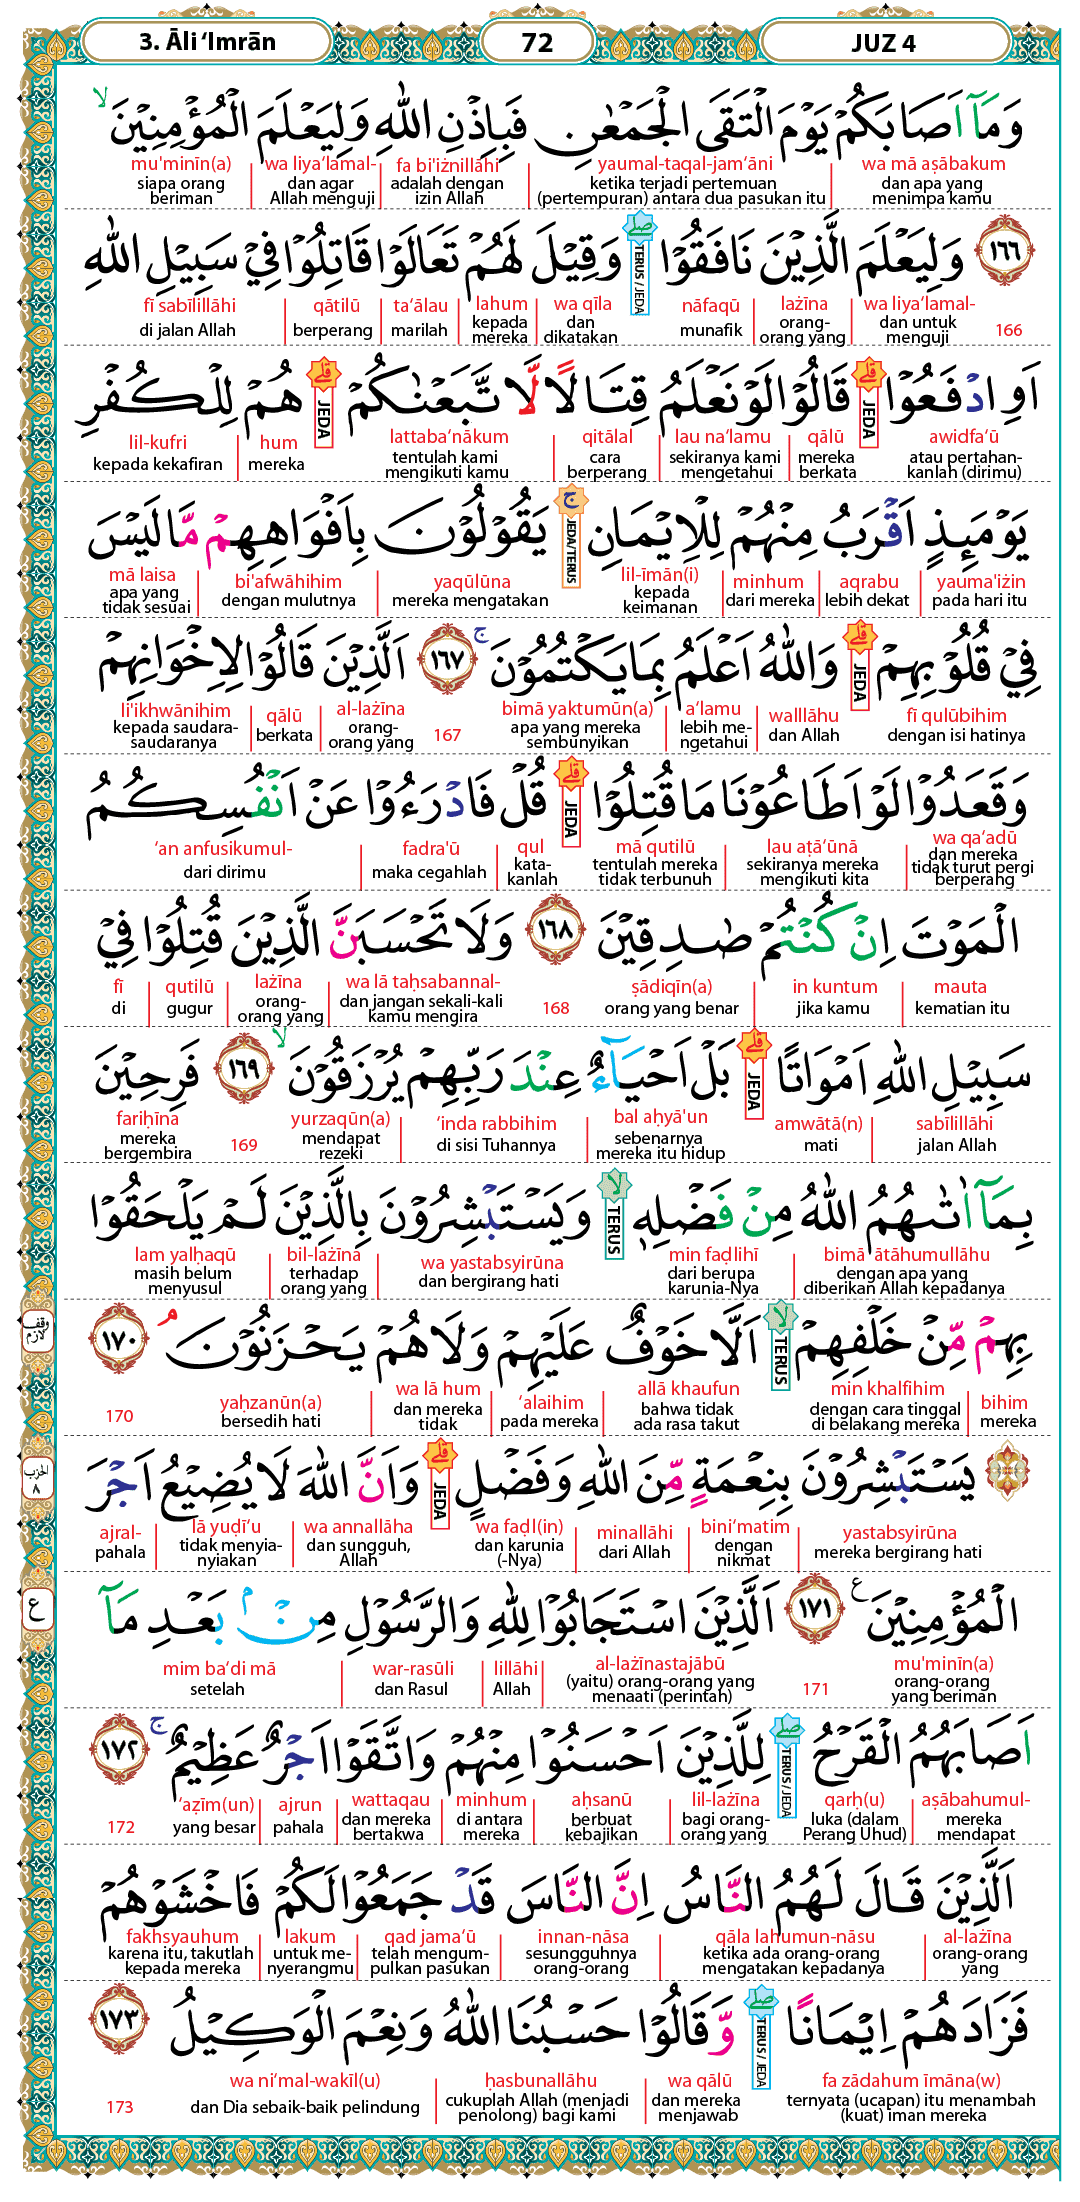 3. Āli ‘Imrān
72
JUZ 4
وَمَآ اَصَابَكُمْ يَوْمَ الْتَقَى الْجَمْعٰنِ فَبِاِذْنِ اللّٰهِ وَلِيَعْلَمَ الْمُؤْمِنِيْنَۙ
wa mā aṣābakum yaumal-taqal-jam‘āni fa bi'iżnillāhi wa liya‘lamal- mu'minīn(a)
dan apa yang menimpa kamu ketika terjadi pertemuan (pertempuran) antara dua pasukan itu adalah dengan izin Allah dan agar Allah menguji siapa orang beriman
١٦٦ وَلِيَعْلَمَ الَّذِيْنَ نَافَقُوْاۖ TERUS / JEDA وَقِيْلَ لَهُمْ تَعَالَوْا قَاتِلُوْا فِيْ سَبِيْلِ اللّٰهِ
166 wa liya‘lamal- lażīna nāfaqū wa qīla lahum ta‘ālau qātilū fī sabīlillāhi
dan untuk menguji orang-orang yang munafik dan dikatakan kepada mereka marilah berperang di jalan Allah
اَوِ ادْفَعُوْاۗ JEDA قَالُوْا لَوْ نَعْلَمُ قِتَالًا لَّا تَّبَعْنٰكُمْۗ JEDA هُمْ لِلْكُفْرِ
awidfa‘ū qālū lau na‘lamu qitālal lattaba‘nākum hum lil-kufri
atau pertahan-kanlah (dirimu) mereka berkata sekiranya kami mengetahui cara berperang tentulah kami mengikuti kamu mereka kepada kekafiran
يَوْمَىِٕذٍ اَقْرَبُ مِنْهُمْ لِلْاِيْمَانِۚ JEDA/TERUS يَقُوْلُوْنَ بِاَفْوَاهِهِمْ مَّا لَيْسَ
yauma'iżin aqrabu minhum lil-īmān(i) yaqūlūna bi'afwāhihim mā laisa
pada hari itu lebih dekat dari mereka kepada keimanan mereka mengatakan dengan mulutnya apa yang tidak sesuai
فِيْ قُلُوْبِهِمْۗ JEDA وَاللّٰهُ اَعْلَمُ بِمَا يَكْتُمُوْنَۚ ١٦٧ اَلَّذِيْنَ قَالُوْا لِاِخْوَانِهِمْ
fī qulūbihim walllāhu a‘lamu bimā yaktumūn(a) 167 al-lażīna qālū li'ikhwānihim
dengan isi hatinya dan Allah lebih me-ngetahui apa yang mereka sembunyikan orang-orang yang berkata kepada saudara-saudaranya
وَقَعَدُوْا لَوْ اَطَاعُوْنَا مَا قُتِلُوْاۗ JEDA قُلْ فَادْرَءُوْا عَنْ اَنْفُسِكُمُ
wa qa‘adū lau aṭā‘ūnā mā qutilū qul fadra'ū ‘an anfusikumul-
dan mereka tidak turut pergi berperang sekiranya mereka mengikuti kita tentulah mereka tidak terbunuh kata-kanlah maka cegahlah dari dirimu
الْمَوْتَ اِنْ كُنْتُمْ صٰدِقِيْنَ ١٦٨ وَلَا تَحْسَبَنَّ الَّذِيْنَ قُتِلُوْا فِيْ
mauta in kuntum ṣādiqīn(a) 168 wa lā taḥsabannal- lażīna qutilū fī
kematian itu jika kamu orang yang benar dan jangan sekali-kali kamu mengira orang-orang yang gugur di
سَبِيْلِ اللّٰهِ اَمْوَاتًاۗ JEDA بَلْ اَحْيَاۤءٌ عِنْدَ رَبِّهِمْ يُرْزَقُوْنَۙ ١٦٩ فَرِحِيْنَ
sabīlillāhi amwātā(n) bal aḥyā'un ‘inda rabbihim yurzaqūn(a) 169 fariḥīna
jalan Allah mati sebenarnya mereka itu hidup di sisi Tuhannya mendapat rezeki mereka bergembira
بِمَآ اٰتٰىهُمُ اللّٰهُ مِنْ فَضْلِهٖۙ TERUS وَيَسْتَبْشِرُوْنَ بِالَّذِيْنَ لَمْ يَلْحَقُوْا
bimā ātāhumullāhu min faḍlihī wa yastabsyirūna bil-lażīna lam yalḥaqū
dengan apa yang diberikan Allah kepadanya dari berupa karunia-Nya dan bergirang hati terhadap orang yang masih belum menyusul
وقف لازم
بِهِمْ مِّنْ خَلْفِهِمْۙ TERUS اَلَّا خَوْفٌ عَلَيْهِمْ وَلَا هُمْ يَحْزَنُوْنَۘ ١٧٠
bihim min khalfihim allā khaufun ‘alaihim wa lā hum yaḥzanūn(a) 170
mereka dengan cara tinggal di belakang mereka bahwa tidak ada rasa takut pada mereka dan mereka tidak bersedih hati
الحزب ٨
يَسْتَبْشِرُوْنَ بِنِعْمَةٍ مِّنَ اللّٰهِ وَفَضْلٍۗ JEDA وَاَنَّ اللّٰهَ لَا يُضِيْعُ اَجْرَ
yastabsyirūna bini‘matim minallāhi wa faḍl(in) wa annallāha lā yuḍī‘u ajral-
mereka bergirang hati dengan nikmat dari Allah dan karunia (-Nya) dan sungguh, Allah tidak menyia-nyiakan pahala
ع
الْمُؤْمِنِيْنَ ࣖ ١٧١ اَلَّذِيْنَ اسْتَجَابُوْا لِلّٰهِ وَالرَّسُوْلِ مِنْۢ بَعْدِ مَآ
mu'minīn(a) 171 al-lażīnastajābū lillāhi war-rasūli mim ba‘di mā
orang-orang yang beriman (yaitu) orang-orang yang menaati (perintah) Allah dan Rasul setelah
اَصَابَهُمُ الْقَرْحُۖ TERUS / JEDA لِلَّذِيْنَ اَحْسَنُوْا مِنْهُمْ وَاتَّقَوْا اَجْرٌ عَظِيْمٌۚ ١٧٢
aṣābahumul- qarḥ(u) lil-lażīna aḥsanū minhum wattaqau ajrun ‘aẓīm(un) 172
mereka mendapat luka (dalam Perang Uhud) bagi orang-orang yang berbuat kebajikan di antara mereka dan mereka bertakwa pahala yang besar
اَلَّذِيْنَ قَالَ لَهُمُ النَّاسُ اِنَّ النَّاسَ قَدْ جَمَعُوْا لَكُمْ فَاخْشَوْهُمْ
al-lażīna qāla lahumun-nāsu innan-nāsa qad jama‘ū lakum fakhsyauhum
orang-orang yang ketika ada orang-orang mengatakan kepadanya sesungguhnya orang-orang telah mengum-pulkan pasukan untuk me-nyerangmu karena itu, takutlah kepada mereka
فَزَادَهُمْ اِيْمَانًاۖ TERUS / JEDA وَّقَالُوْا حَسْبُنَا اللّٰهُ وَنِعْمَ الْوَكِيْلُ ١٧٣
fa zādahum īmāna(w) wa qālū ḥasbunallāhu wa ni‘mal-wakīl(u) 173
ternyata (ucapan) itu menambah (kuat) iman mereka dan mereka menjawab cukuplah Allah (menjadi penolong) bagi kami dan Dia sebaik-baik pelindung